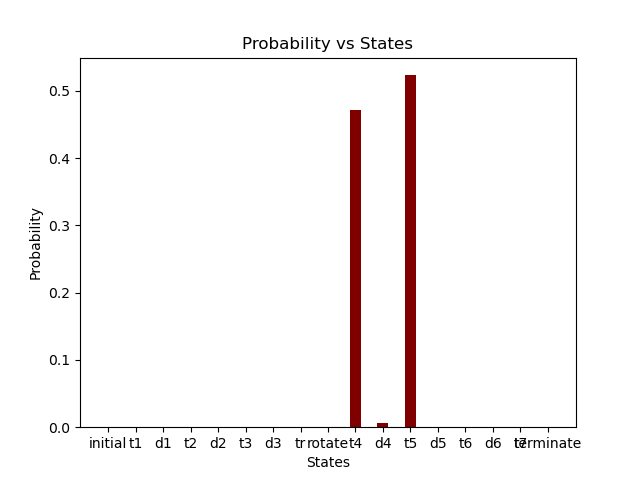 Probability vs States
Probability
0.5
0.4
0.3
0.2
0.1
0.0
initial t1 d1 t2 d2 t3 d3 tr rotate t4 d4 t5 d5 t6 d6 t7 terminate
States